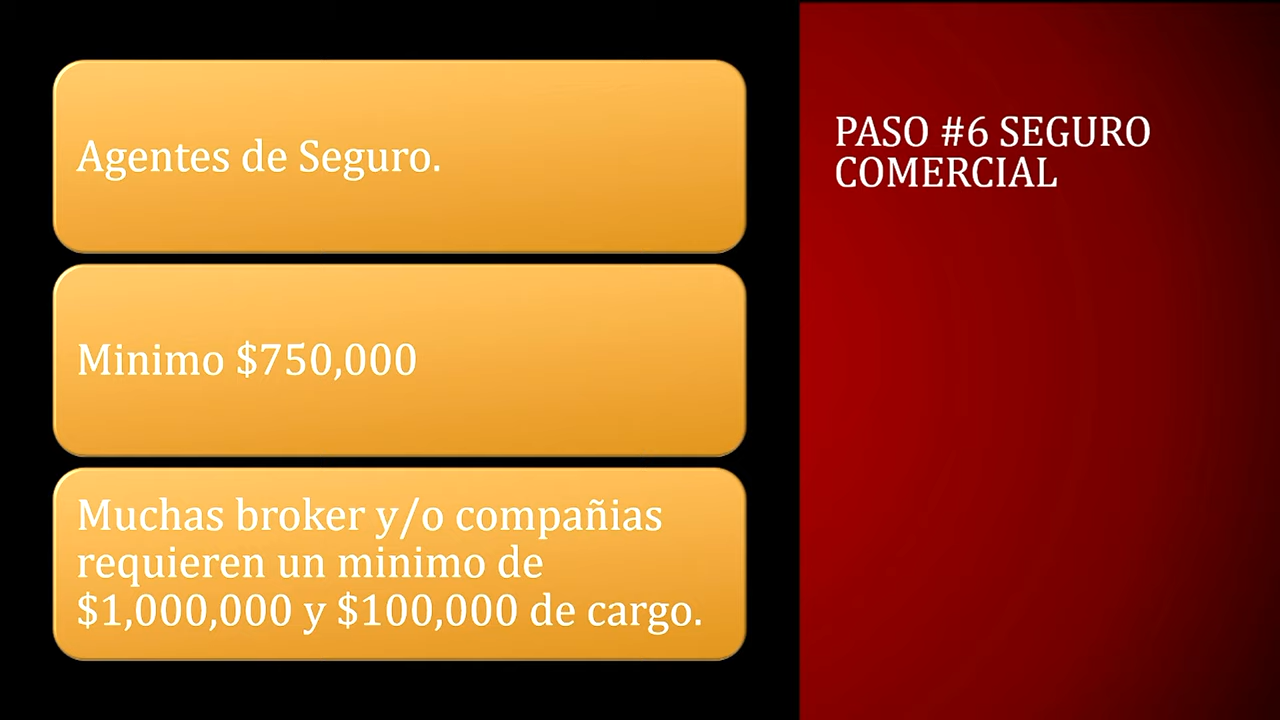 Agentes de Seguro.
Minimo $750,000
Muchas broker y/o compañias
requieren un minimo de
$1,000,000 y $100,000 de cargo.
PASO #6 SEGURO
COMERCIAL